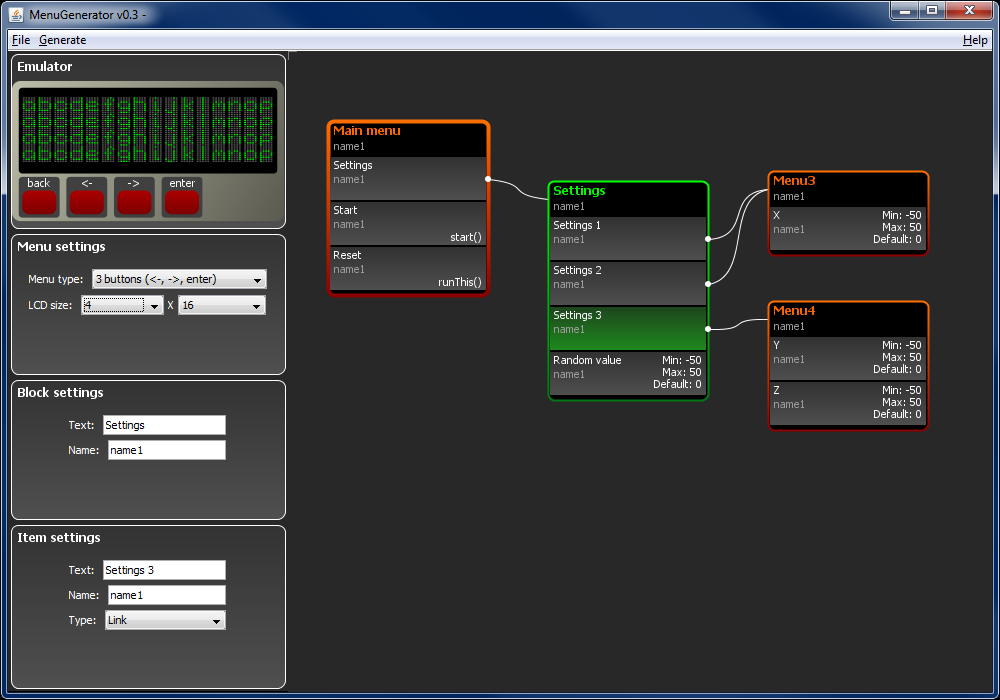 MenuGenerator v0.3 -
File Generate Help
Emulator
back <- -> enter
Menu settings
Menu type: 3 buttons (<-, ->, enter)
LCD size: 4 X 16
Block settings
Text: Settings
Name: name1
Item settings
Text: Settings 3
Name: name1
Type: Link
Main menu
name1
Settings
name1
Start
name1
start()
Reset
name1
runThis()
Settings
name1
Settings 1
name1
Settings 2
name1
Settings 3
name1
Random value Min: -50
name1 Max: 50
Default: 0
Menu3
name1
X Min: -50
name1 Max: 50
Default: 0
Menu4
name1
Y Min: -50
name1 Max: 50
Default: 0
Z Min: -50
name1 Max: 50
Default: 0